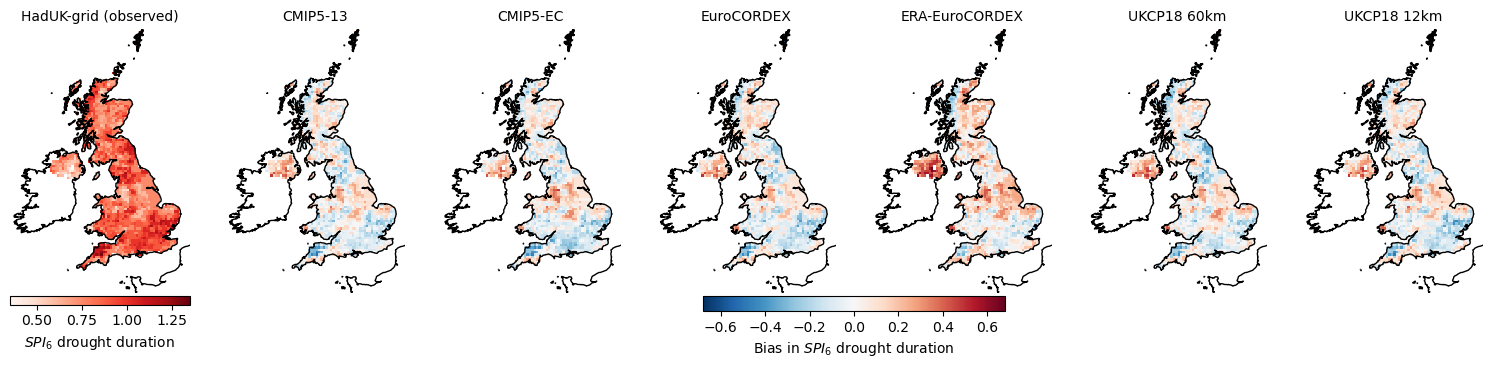 HadUK-grid (observed) CMIP5-13 CMIP5-EC EuroCORDEX ERA-EuroCORDEX UKCP18 60km UKCP18 12km
0.50 0.75 1.00 1.25
SPI6 drought duration
−0.6 −0.4 −0.2 0.0 0.2 0.4 0.6
Bias in SPI6 drought duration